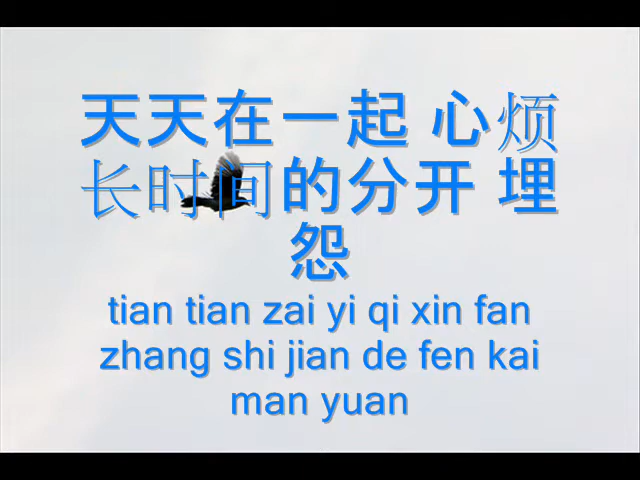 天天在一起 心烦
长时间的分开 埋
怨
tian tian zai yi qi xin fan
zhang shi jian de fen kai
man yuan